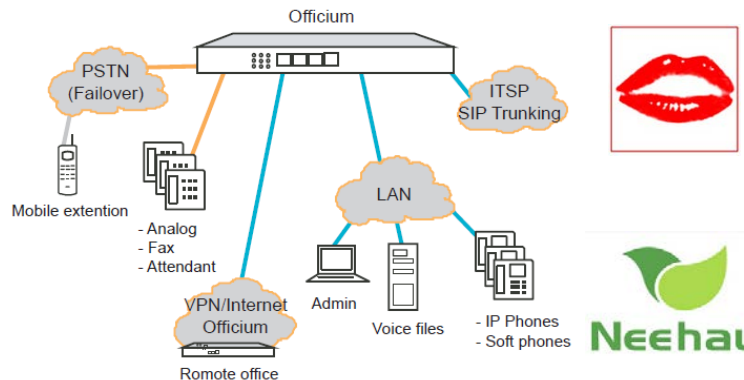 Officium
PSTN
(Failover)
ITSP
SIP Trunking
Mobile extention
- Analog
- Fax
- Attendant
LAN
VPN/Internet
Officium
Romote office
Admin
Voice files
- IP Phones
- Soft phones
Neehau